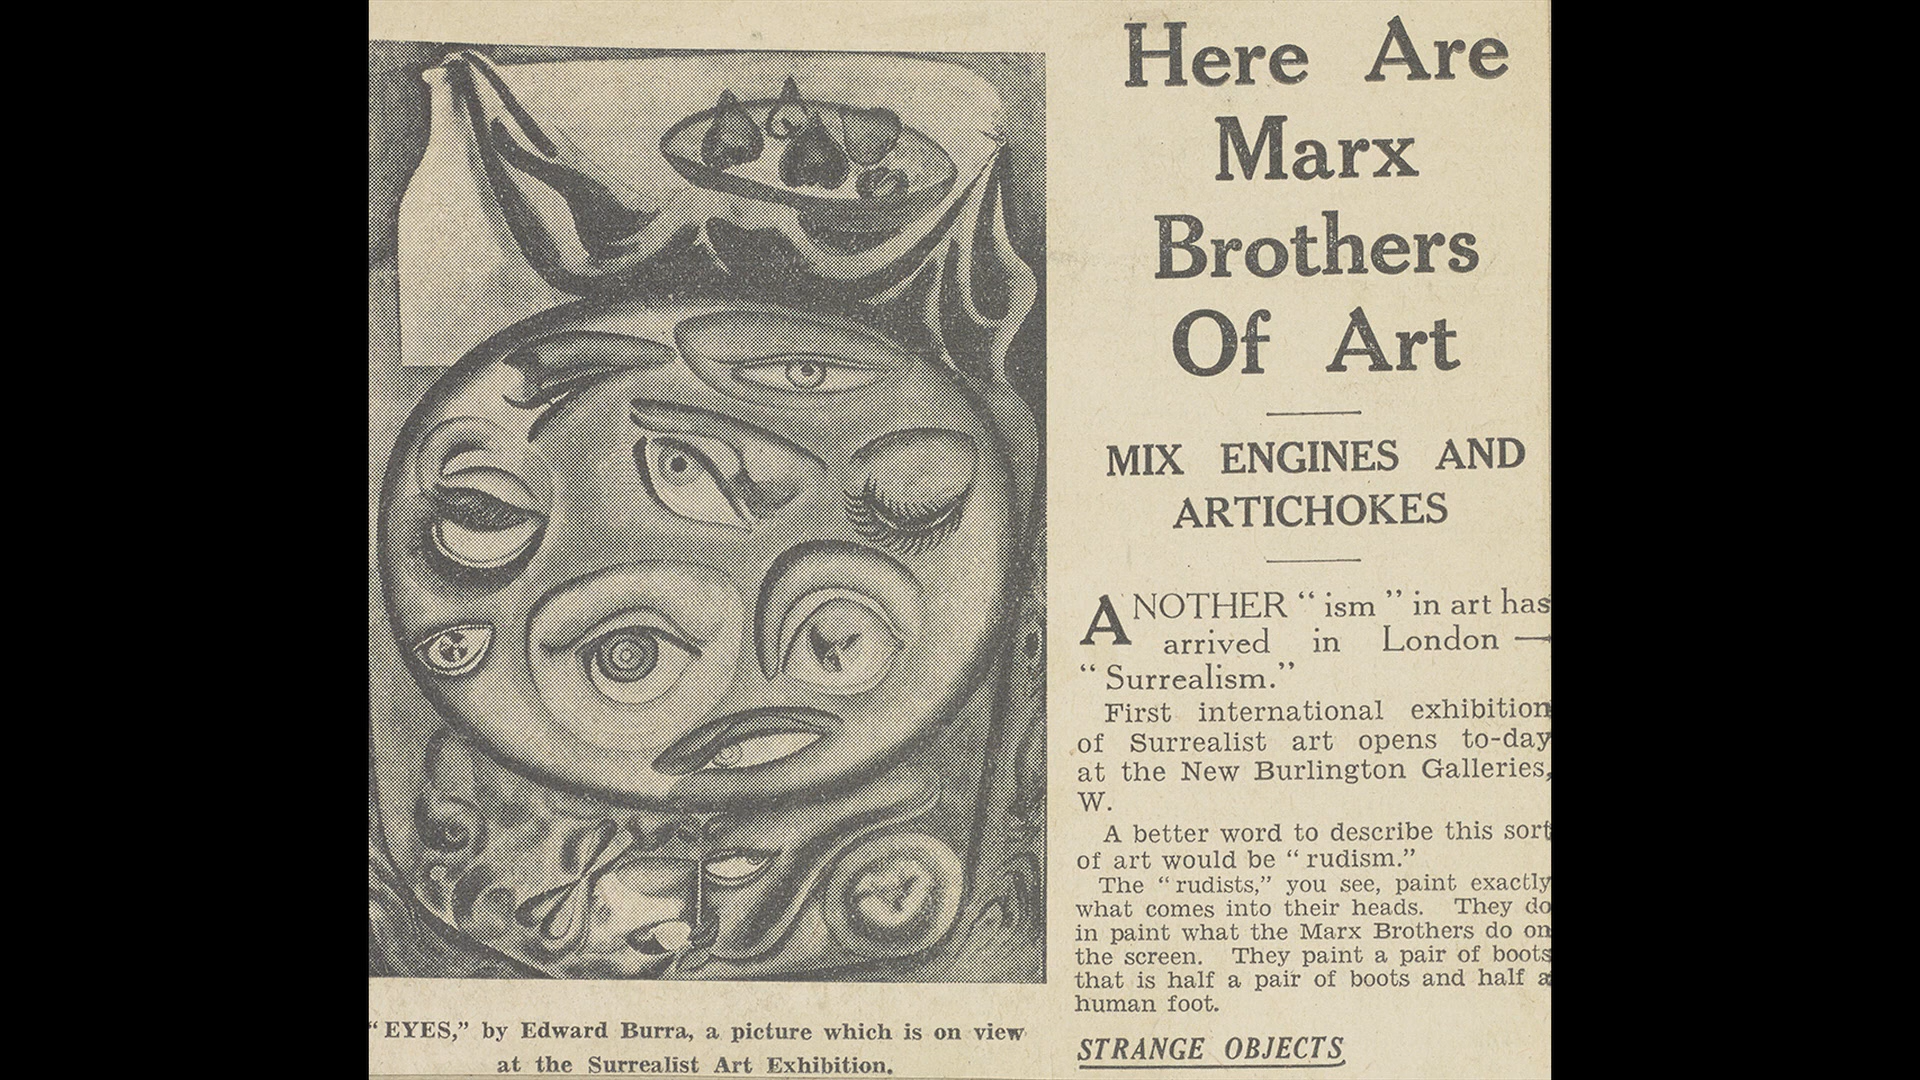 Here Are
Marx
Brothers
Of Art
MIX ENGINES AND
ARTICHOKES
ANOTHER “ism” in art has
arrived in London —
“Surrealism.”
First international exhibition
of Surrealist art opens to-day
at the New Burlington Galleries,
W.
A better word to describe this sort
of art would be “rudism.”
The “rudists,” you see, paint exactly
what comes into their heads. They do
in paint what the Marx Brothers do on
the screen. They paint a pair of boots
that is half a pair of boots and half a
human foot.
STRANGE OBJECTS
“EYES,” by Edward Burra, a picture which is on view
at the Surrealist Art Exhibition.